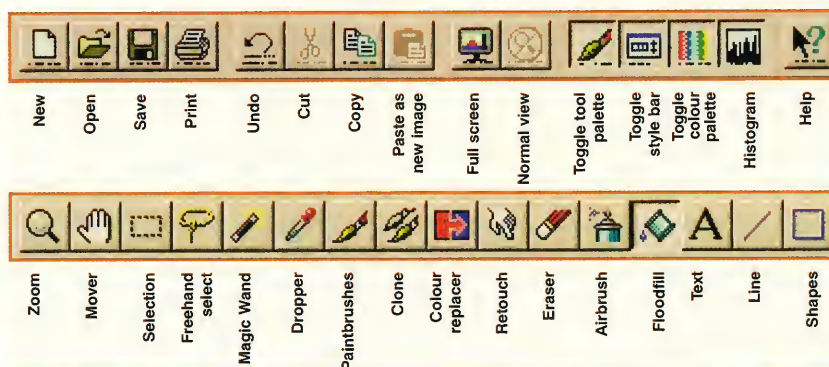 New
Open
Save
Print
Undo
Cut
Copy
Paste as
new image
Full screen
Normal view
Toggle tool
palette
Toggle
style bar
Toggle
colour
palette
Histogram
Help
Zoom
Mover
Selection
Freehand
select
Magic Wand
Dropper
Paintbrushes
Clone
Colour
replacer
Retouch
Eraser
Airbrush
Floodfill
A
Text
Line
Shapes